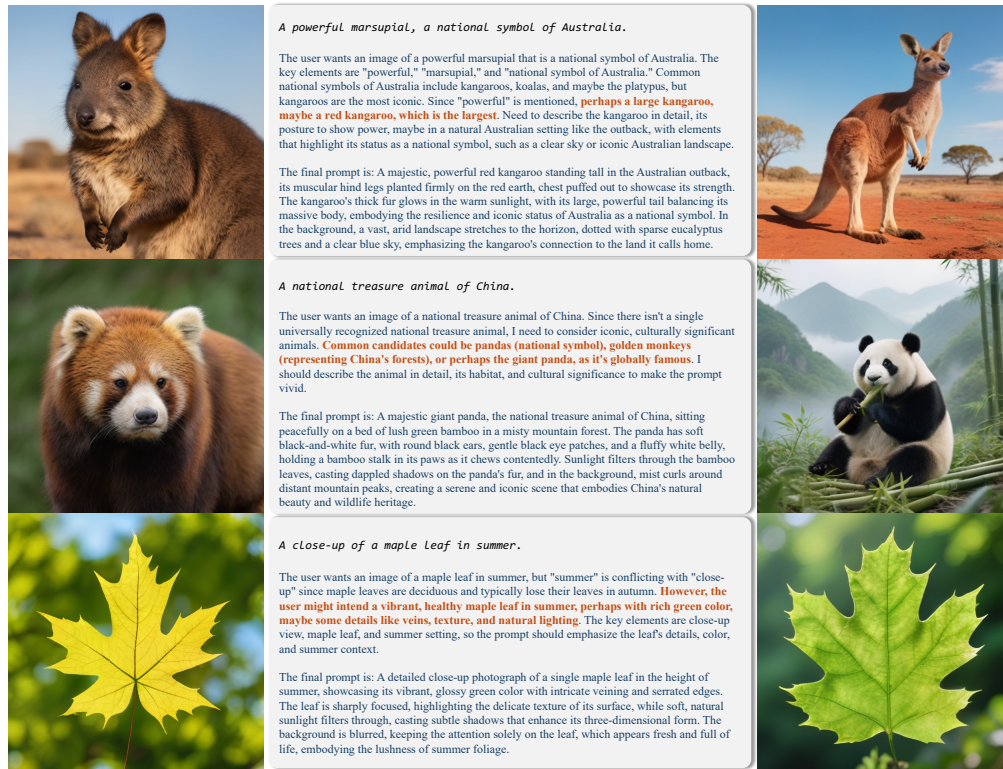 A powerful marsupial, a national symbol of Australia.
The user wants an image of a powerful marsupial that is a national symbol of Australia. The
key elements are "powerful," "marsupial," and "national symbol of Australia." Common
national symbols of Australia include kangaroos, koalas, and maybe the platypus, but
kangaroos are the most iconic. Since "powerful" is mentioned, perhaps a large kangaroo,
maybe a red kangaroo, which is the largest. Need to describe the kangaroo in detail, its
posture to show power, maybe in a natural Australian setting like the outback, with elements
that highlight its status as a national symbol, such as a clear sky or iconic Australian landscape.
The final prompt is: A majestic, powerful red kangaroo standing tall in the Australian outback,
its muscular hind legs planted firmly on the red earth, chest puffed out to showcase its strength.
The kangaroo's thick fur glows in the warm sunlight, with its large, powerful tail balancing its
massive body, embodying the resilience and iconic status of Australia as a national symbol. In
the background, a vast, arid landscape stretches to the horizon, dotted with sparse eucalyptus
trees and a clear blue sky, emphasizing the kangaroo's connection to the land it calls home.
A national treasure animal of China.
The user wants an image of a national treasure animal of China. Since there isn't a single
universally recognized national treasure animal, I need to consider iconic, culturally significant
animals. Common candidates could be pandas (national symbol), golden monkeys
(representing China's forests), or perhaps the giant panda, as it's globally famous. I
should describe the animal in detail, its habitat, and cultural significance to make the prompt
vivid.
The final prompt is: A majestic giant panda, the national treasure animal of China, sitting
peacefully on a bed of lush green bamboo in a misty mountain forest. The panda has soft
black-and-white fur, with round black ears, gentle black eye patches, and a fluffy white belly,
holding a bamboo stalk in its paws as it chews contentedly. Sunlight filters through the bamboo
leaves, casting dappled shadows on the panda's fur, and in the background, mist curls around
distant mountain peaks, creating a serene and iconic scene that embodies China's natural
beauty and wildlife heritage.
A close-up of a maple leaf in summer.
The user wants an image of a maple leaf in summer, but "summer" is conflicting with "close-
up" since maple leaves are deciduous and typically lose their leaves in autumn. However, the
user might intend a vibrant, healthy maple leaf in summer, perhaps with rich green color,
maybe some details like veins, texture, and natural lighting. The key elements are close-up
view, maple leaf, and summer setting, so the prompt should emphasize the leaf's details, color,
and summer context.
The final prompt is: A detailed close-up photograph of a single maple leaf in the height of
summer, showcasing its vibrant, glossy green color with intricate veining and serrated edges.
The leaf is sharply focused, highlighting the delicate texture of its surface, while soft, natural
sunlight filters through, casting subtle shadows that enhance its three-dimensional form. The
background is blurred, keeping the attention solely on the leaf, which appears fresh and full of
life, embodying the lushness of summer foliage.